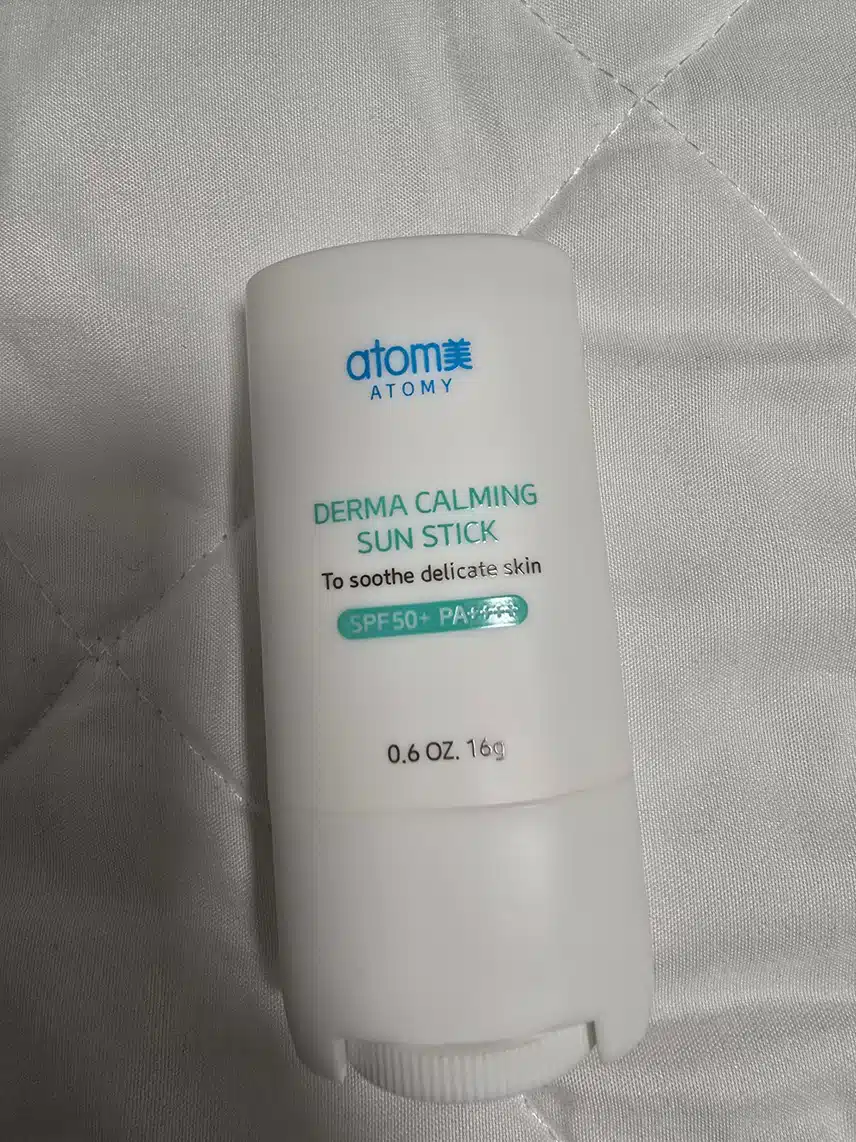 atom美
ATOMY
DERMA CALMING
SUN STICK
To soothe delicate skin
SPF50+ PA++++
0.6 OZ. 16g